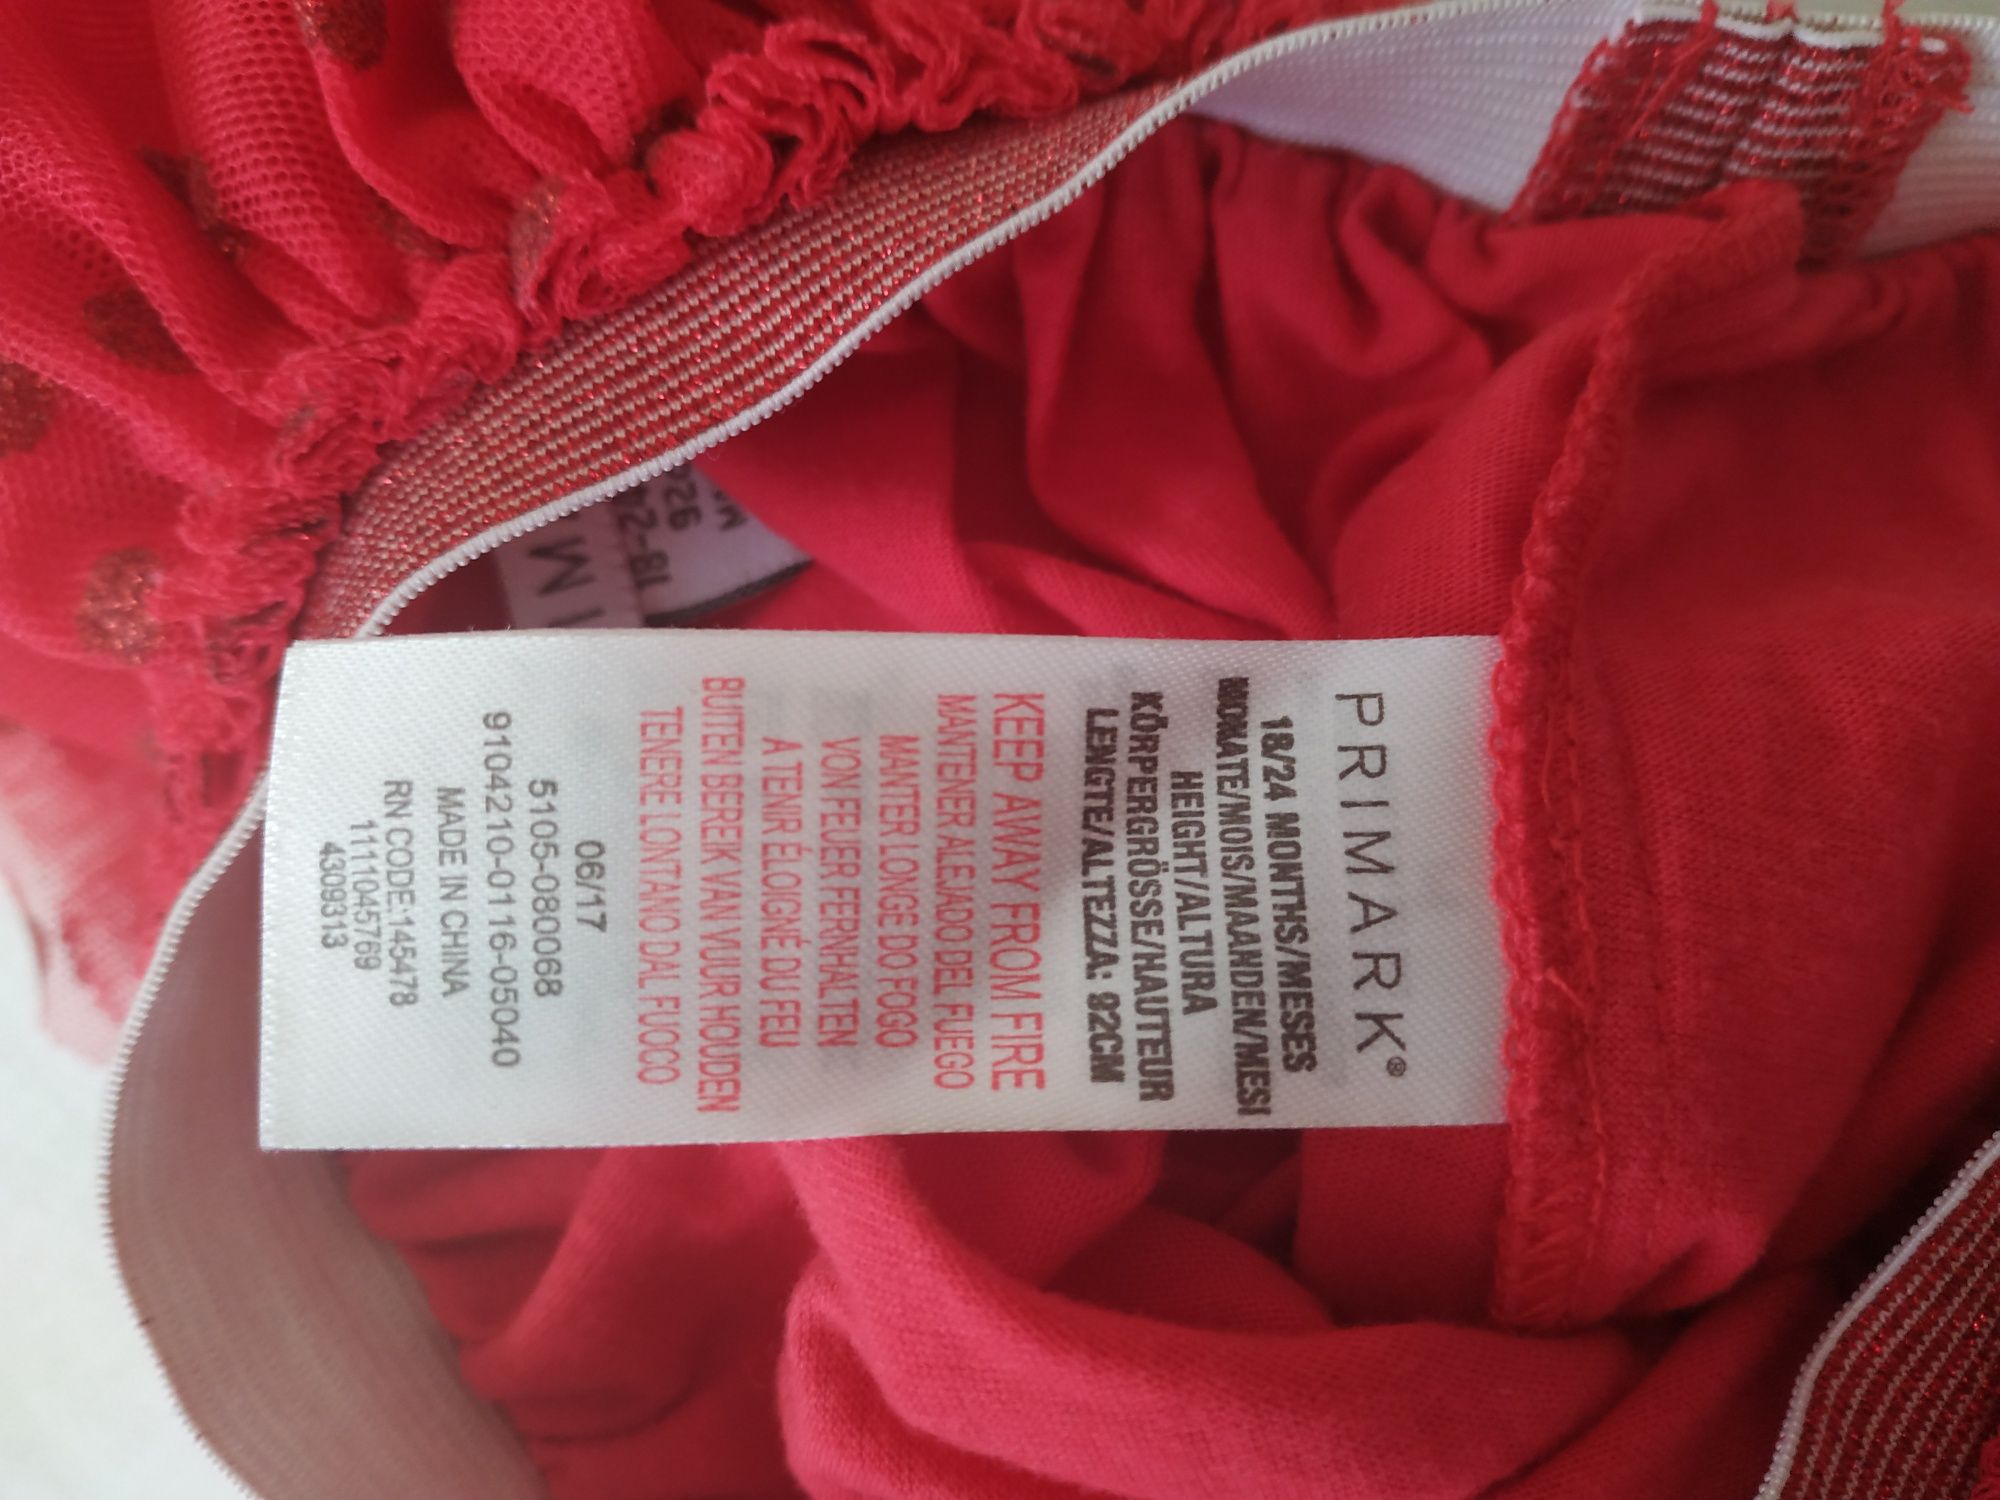 PRIMARK®
18/24 MONTHS/MESES
MONATE/MOIS/MAANDEN/MESI
HEIGHT/ALTURA
KÖRPERGRÖSSE/HAUTEUR
LENGTE/ALTEZZA: 92CM
KEEP AWAY FROM FIRE
MANTENER ALEJADO DEL FUEGO
MANTER LONGE DO FOGO
VON FEUER FERNHALTEN
A TENIR ÉLOIGNÉ DU FEU
BUITEN BEREK VAN VUUR HOUDEN
TENERE LONTANO DAL FUOCO
06/17
5105-080068
9104210-01116-05040
MADE IN CHINA
RN CODE:145478
1111045769
4309313